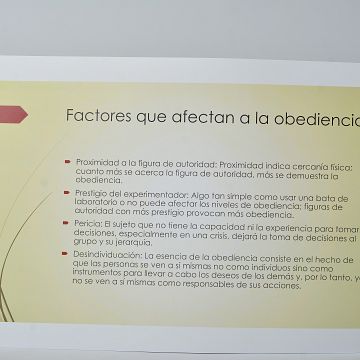 Factores que afectan a la obediencia
Proximidad a la figura de autoridad: Proximidad indica cercanía física;
cuanto más se acerca la figura de autoridad, más se demuestra la
obediencia.
Prestigio del experimentador: Algo tan simple como usar una bata de
laboratorio o no puede afectar los niveles de obediencia; figuras de
autoridad con más prestigio provocan más obediencia.
Pericia: El sujeto que no tiene la capacidad ni la experiencia para tomar
decisiones, especialmente en una crisis, dejará la toma de decisiones al
grupo y su jerarquía.
Desindividuación: La esencia de la obediencia consiste en el hecho de
que las personas se ven a sí mismas no como individuos sino como
instrumentos para llevar a cabo los deseos de los demás y, por lo tanto, ya
no se ven a sí mismas como responsables de sus acciones.